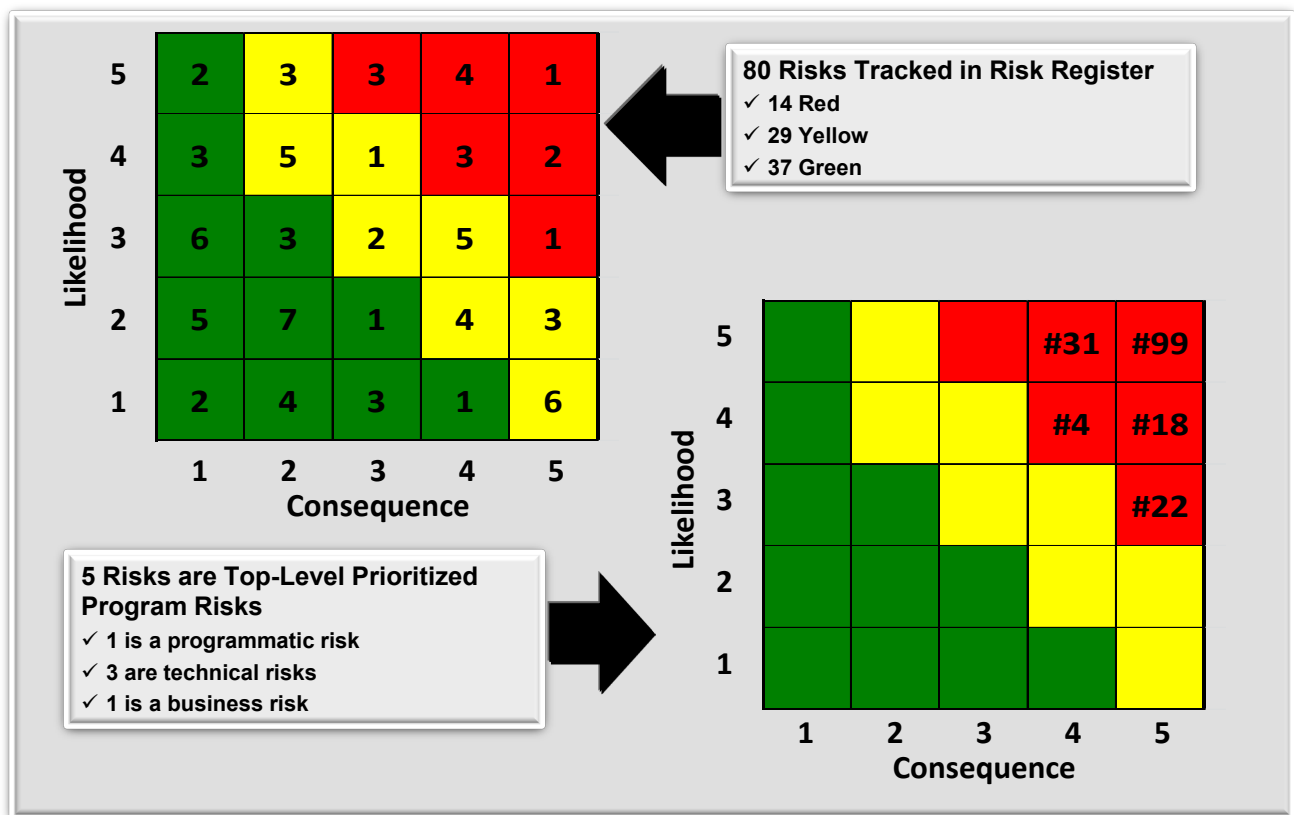 5 2 3 3 4 1
4 3 5 1 3 2
3 6 3 2 5 1
2 5 7 1 4 3
1 2 4 3 1 6
1 2 3 4 5
Consequence
Likelihood
80 Risks Tracked in Risk Register
✓ 14 Red
✓ 29 Yellow
✓ 37 Green
5 Risks are Top-Level Prioritized
Program Risks
✓ 1 is a programmatic risk
✓ 3 are technical risks
✓ 1 is a business risk
5 #31 #99
4 #4 #18
3 #22
2
1
1 2 3 4 5
Consequence
Likelihood